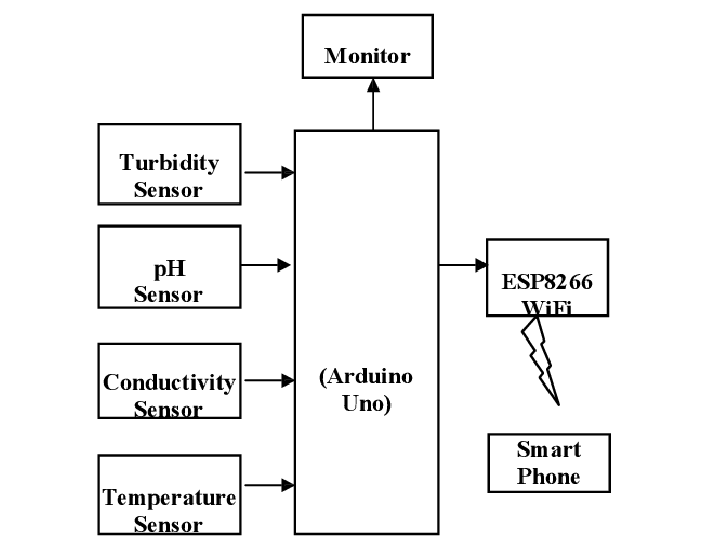 Monitor
Turbidity
Sensor
pH
Sensor
Conductivity
Sensor
Temperature
Sensor
(Arduino
Uno)
ESP8266
WiFi
Smart
Phone